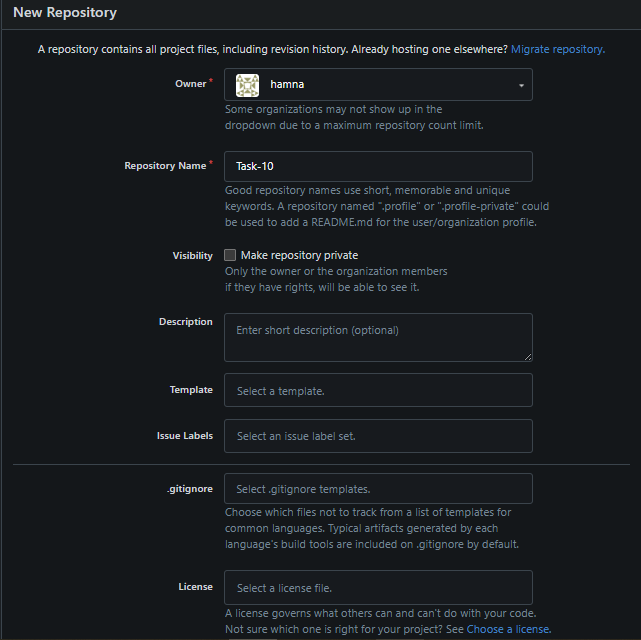 New Repository
A repository contains all project files, including revision history. Already hosting one elsewhere? Migrate repository.
Owner *
hamna
Some organizations may not show up in the
dropdown due to a maximum repository count limit.
Repository Name *
Task-10
Good repository names use short, memorable and unique
keywords. A repository named ".profile" or ".profile-private" could
be used to add a README.md for the user/organization profile.
Visibility
Make repository private
Only the owner or the organization members
if they have rights, will be able to see it.
Description
Enter short description (optional)
Template
Select a template.
Issue Labels
Select an issue label set.
.gitignore
Select .gitignore templates.
Choose which files not to track from a list of templates for
common languages. Typical artifacts generated by each
language's build tools are included on .gitignore by default.
License
Select a license file.
A license governs what others can and can't do with your code.
Not sure which one is right for your project? See Choose a license.